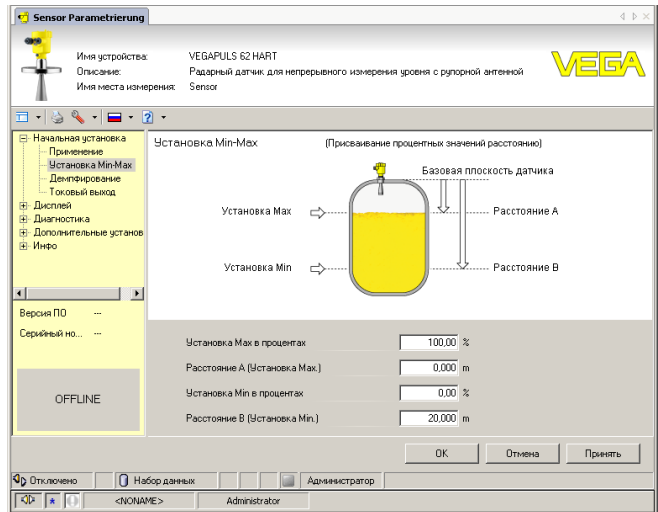 Sensor Parametrierung
Имя устройства: VEGAPULS 62 HART
Описание: Радарный датчик для непрерывного измерения уровня с рупорной антенной
Имя места измерения: Sensor
VEGA
Начальная установка
Применение
Установка Min-Max
Демпфирование
Токовый выход
Дисплей
Диагностика
Дополнительные установ
Инфо
Версия ПО ---
Серийный но... ---
OFFLINE
Установка Min-Max (Присваивание процентных значений расстоянию)
Базовая плоскость датчика
Установка Max Расстояние A
Установка Min Расстояние B
Установка Max в процентах 100,00 %
Расстояние A (Установка Max.) 0,000 m
Установка Min в процентах 0,00 %
Расстояние B (Установка Min.) 20,000 m
OK Отмена Принять
Отключено Набор данных Администратор
<NONAME> Administrator